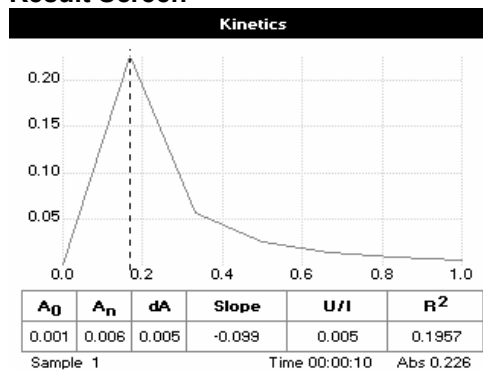 Result Screen
Kinetics
0.20
0.15
0.10
0.05
0.0 0.2 0.4 0.6 0.8 1.0
A0 An dA Slope U/l R2
0.001 0.006 0.005 -0.099 0.005 0.1957
Sample 1 Time 00:00:10 Abs 0.226